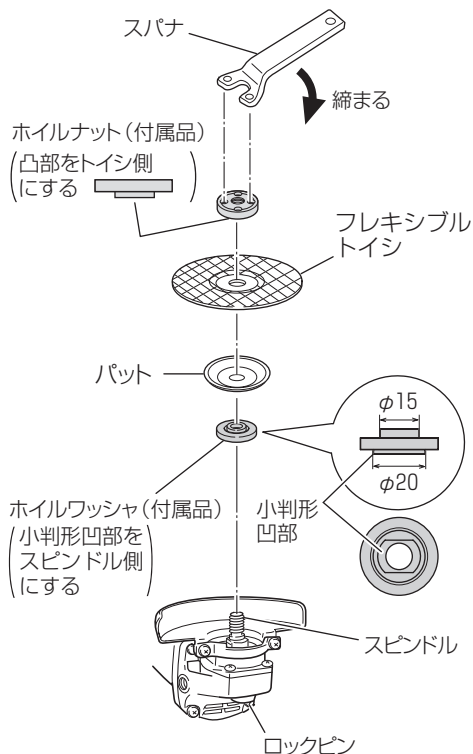 スパナ
締まる
ホイルナット（付属品）
（凸部をトイシ側
にする）
フレキシブル
トイシ
パット
φ15
φ20
ホイルワッシャ（付属品）
（小判形凹部を
スピンドル側
にする）
小判形
凹部
スピンドル
ロックピン